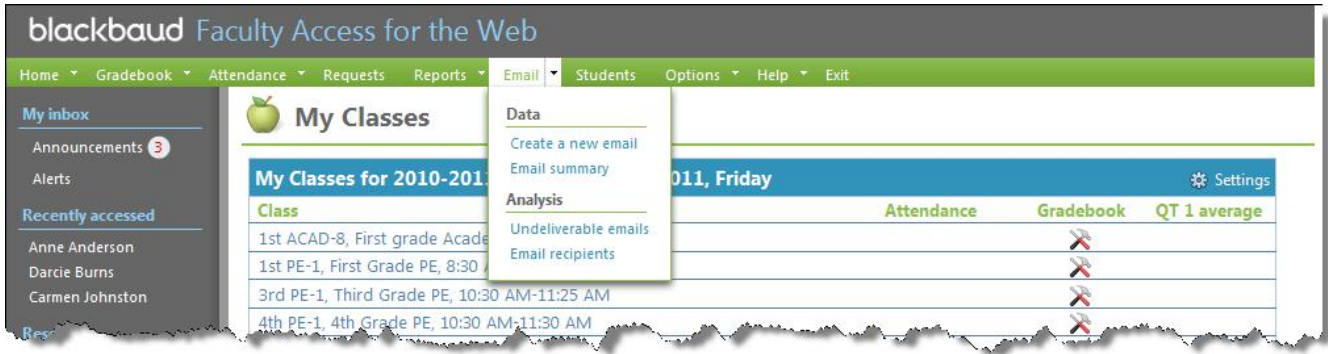 blackbaud Faculty Access for the Web
Home Gradebook Attendance Requests Reports Email Students Options Help Exit
My inbox
Announcements 3
Alerts
Recently accessed
Anne Anderson
Darcie Burns
Carmen Johnston
My Classes
Data
Create a new email
Email summary
Analysis
Undeliverable emails
Email recipients
My Classes for 2010-201 011, Friday Settings
Class Attendance Gradebook QT 1 average
1st ACAD-8, First grade Acade
1st PE-1, First Grade PE, 8:30
3rd PE-1, Third Grade PE, 10:30 AM-11:25 AM
4th PE-1, 4th Grade PE, 10:30 AM-11:30 AM